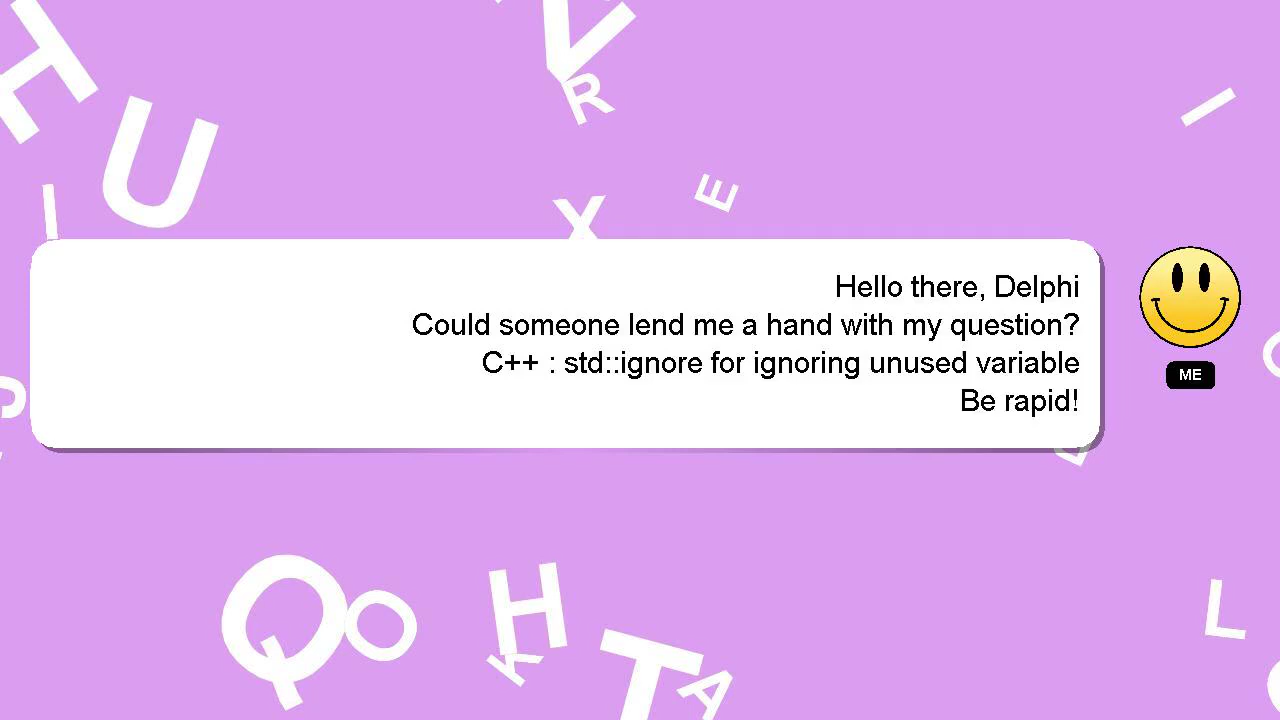 H
U
I
V
R
X
E
I
Hello there, Delphi
Could someone lend me a hand with my question?
C++ : std::ignore for ignoring unused variable
Be rapid!
ME
Q
O
H
K
T
A
L